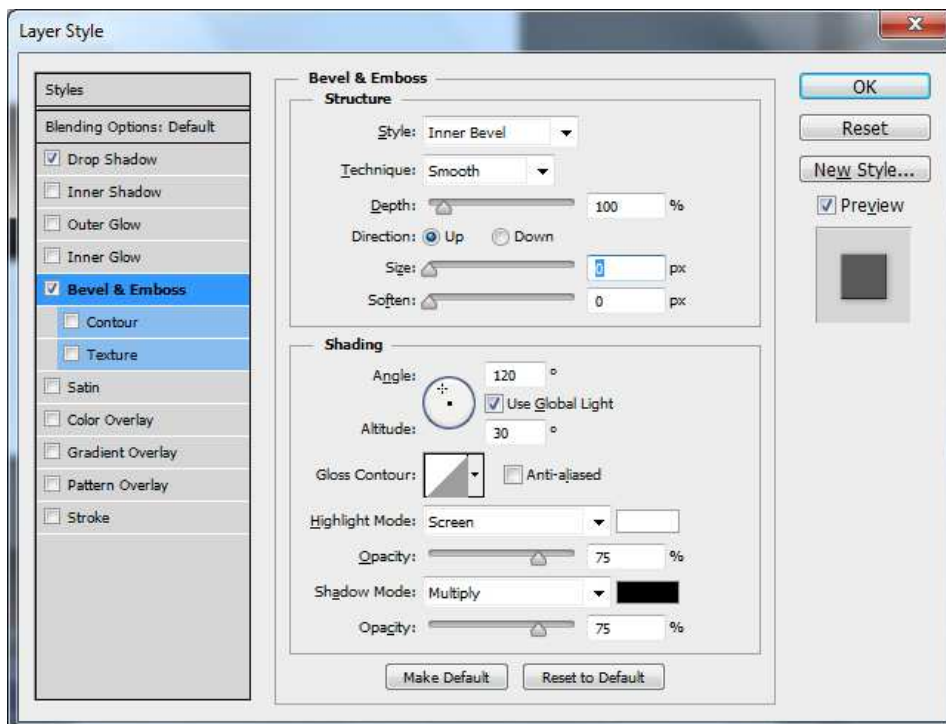 Layer Style
Styles
Blending Options: Default
Drop Shadow
Inner Shadow
Outer Glow
Inner Glow
Bevel & Emboss
Contour
Texture
Satin
Color Overlay
Gradient Overlay
Pattern Overlay
Stroke
Bevel & Emboss
Structure
Style: Inner Bevel
Technique: Smooth
Depth: 100 %
Direction: Up Down
Size: 0 px
Soften: 0 px
Shading
Angle: 120 °
Use Global Light
Altitude: 30 °
Gloss Contour: Anti-aliased
Highlight Mode: Screen
Opacity: 75 %
Shadow Mode: Multiply
Opacity: 75 %
Make Default Reset to Default
OK
Reset
New Style...
Preview